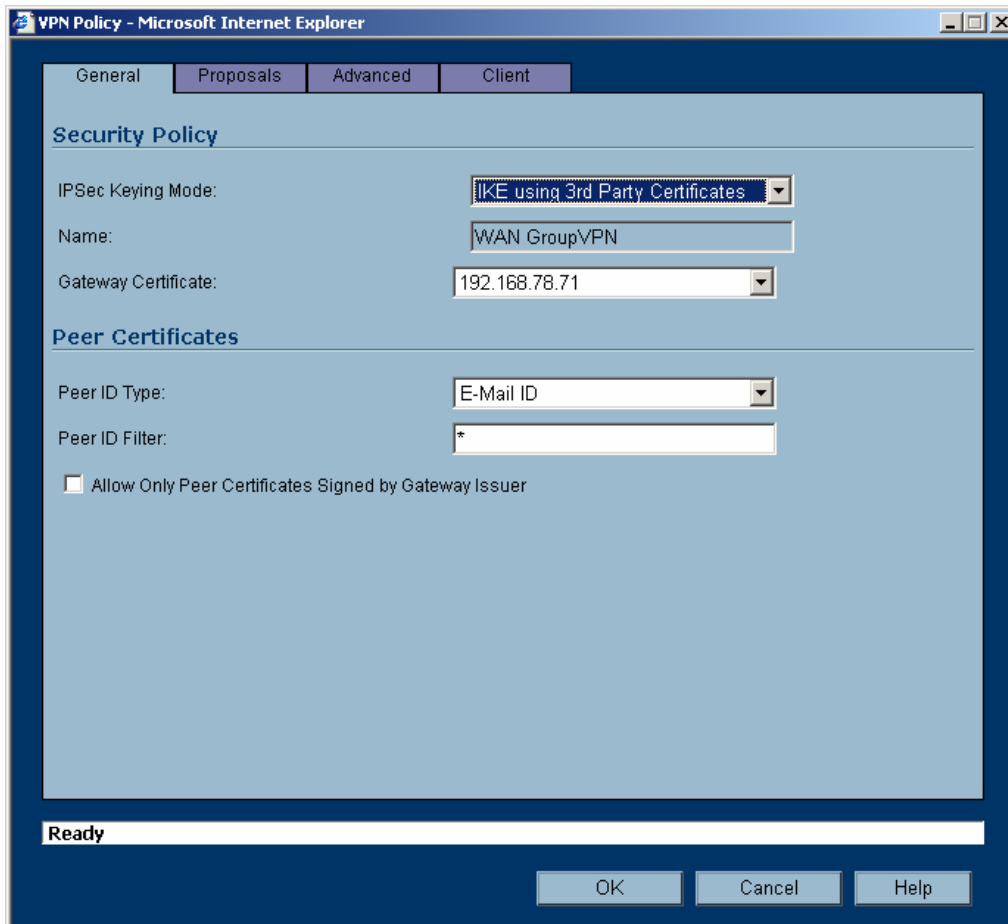 VPN Policy - Microsoft Internet Explorer
General Proposals Advanced Client
Security Policy
IPSec Keying Mode: IKE using 3rd Party Certificates
Name: WAN GroupVPN
Gateway Certificate: 192.168.78.71
Peer Certificates
Peer ID Type: E-Mail ID
Peer ID Filter: *
Allow Only Peer Certificates Signed by Gateway Issuer
Ready
OK Cancel Help